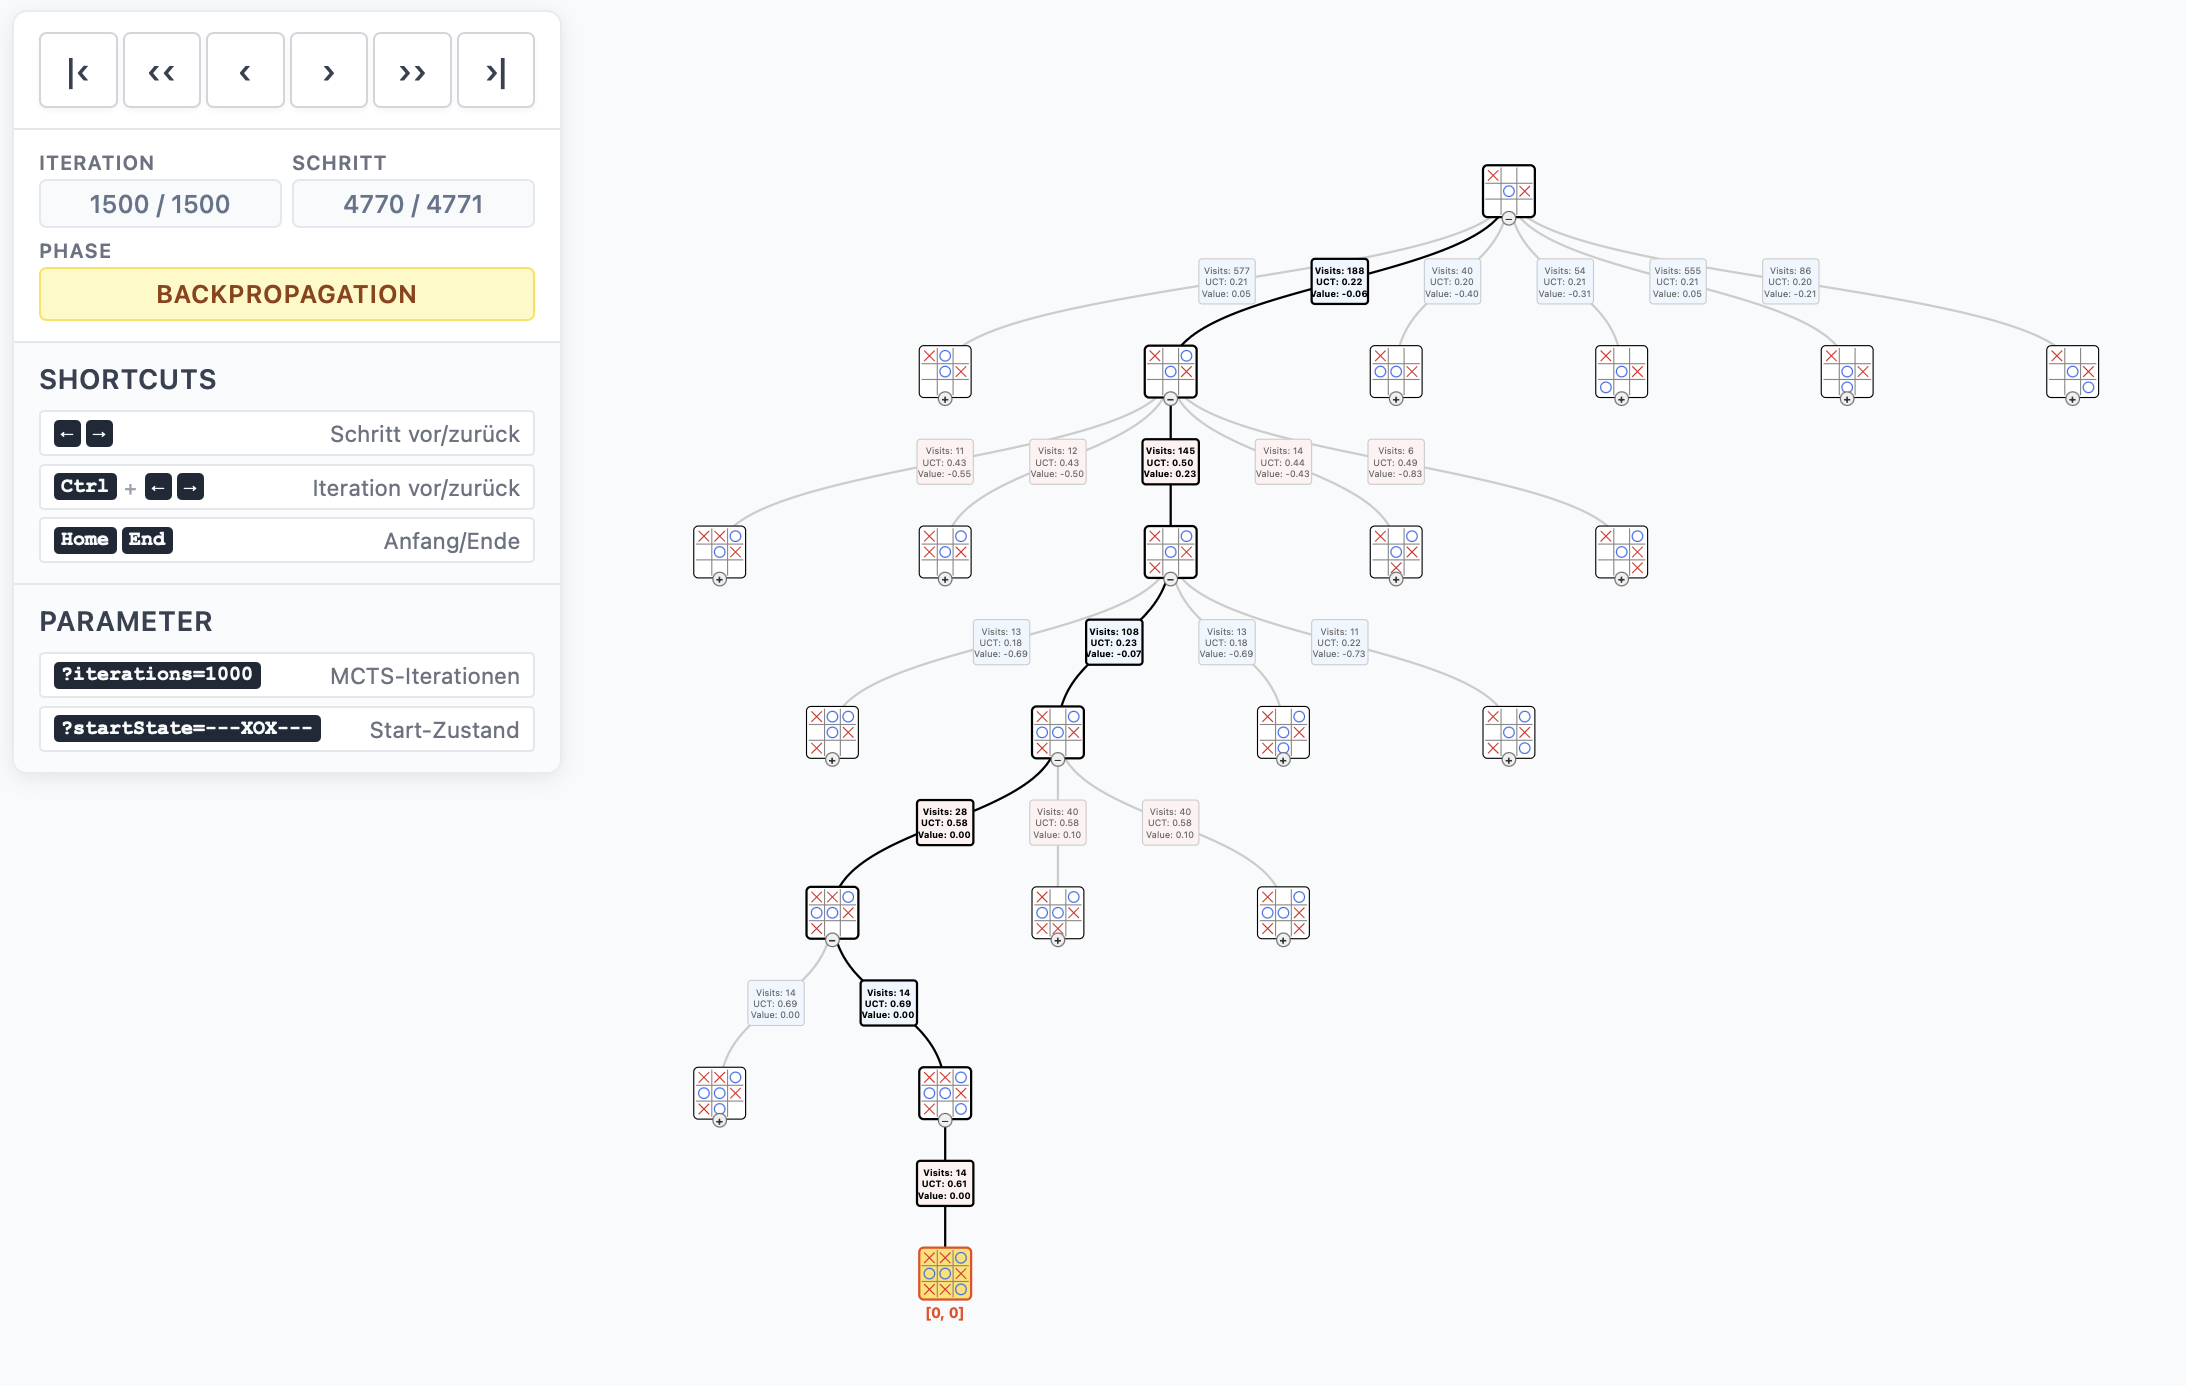 |‹ ‹‹ ‹ › ›› ›|
ITERATION SCHRITT
1500 / 1500 4770 / 4771
PHASE
BACKPROPAGATION
SHORTCUTS
← → Schritt vor/zurück
Ctrl + ← → Iteration vor/zurück
Home End Anfang/Ende
PARAMETER
?iterations=1000 MCTS-Iterationen
?startState=---XOX--- Start-Zustand
Visits: 577
UCT: 0.21
Value: 0.05
Visits: 188
UCT: 0.22
Value: -0.06
Visits: 40
UCT: 0.20
Value: -0.40
Visits: 54
UCT: 0.21
Value: -0.31
Visits: 555
UCT: 0.21
Value: 0.05
Visits: 86
UCT: 0.20
Value: -0.21
Visits: 11
UCT: 0.43
Value: -0.55
Visits: 12
UCT: 0.43
Value: -0.50
Visits: 145
UCT: 0.50
Value: 0.23
Visits: 14
UCT: 0.44
Value: -0.43
Visits: 6
UCT: 0.49
Value: -0.83
Visits: 13
UCT: 0.18
Value: -0.69
Visits: 108
UCT: 0.23
Value: -0.07
Visits: 13
UCT: 0.18
Value: -0.69
Visits: 11
UCT: 0.22
Value: -0.73
Visits: 28
UCT: 0.58
Value: 0.00
Visits: 40
UCT: 0.58
Value: 0.10
Visits: 40
UCT: 0.58
Value: 0.10
Visits: 14
UCT: 0.69
Value: 0.00
Visits: 14
UCT: 0.69
Value: 0.00
Visits: 14
UCT: 0.61
Value: 0.00
[0, 0]